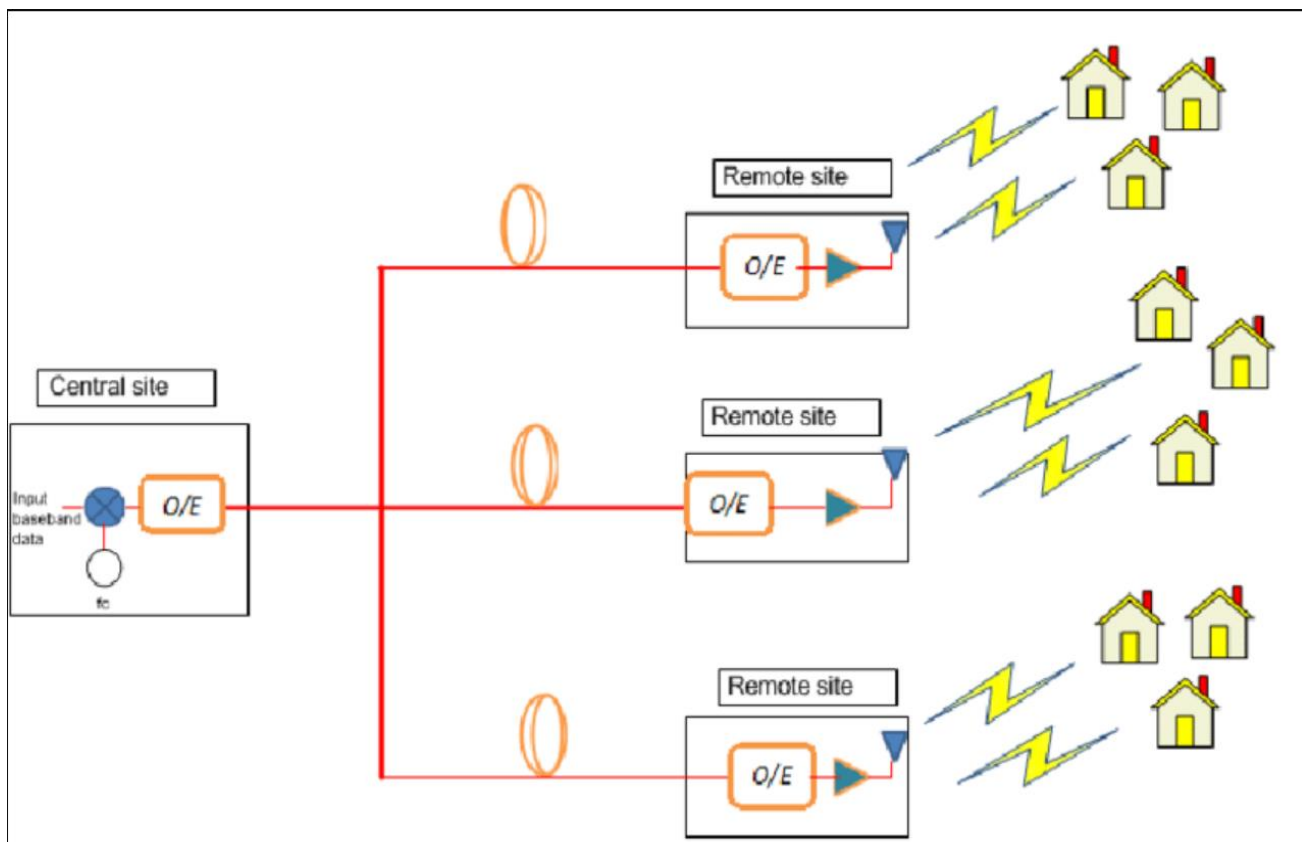 Remote site
O/E
Central site
Input
baseband
data
O/E
fc
Remote site
O/E
Remote site
O/E